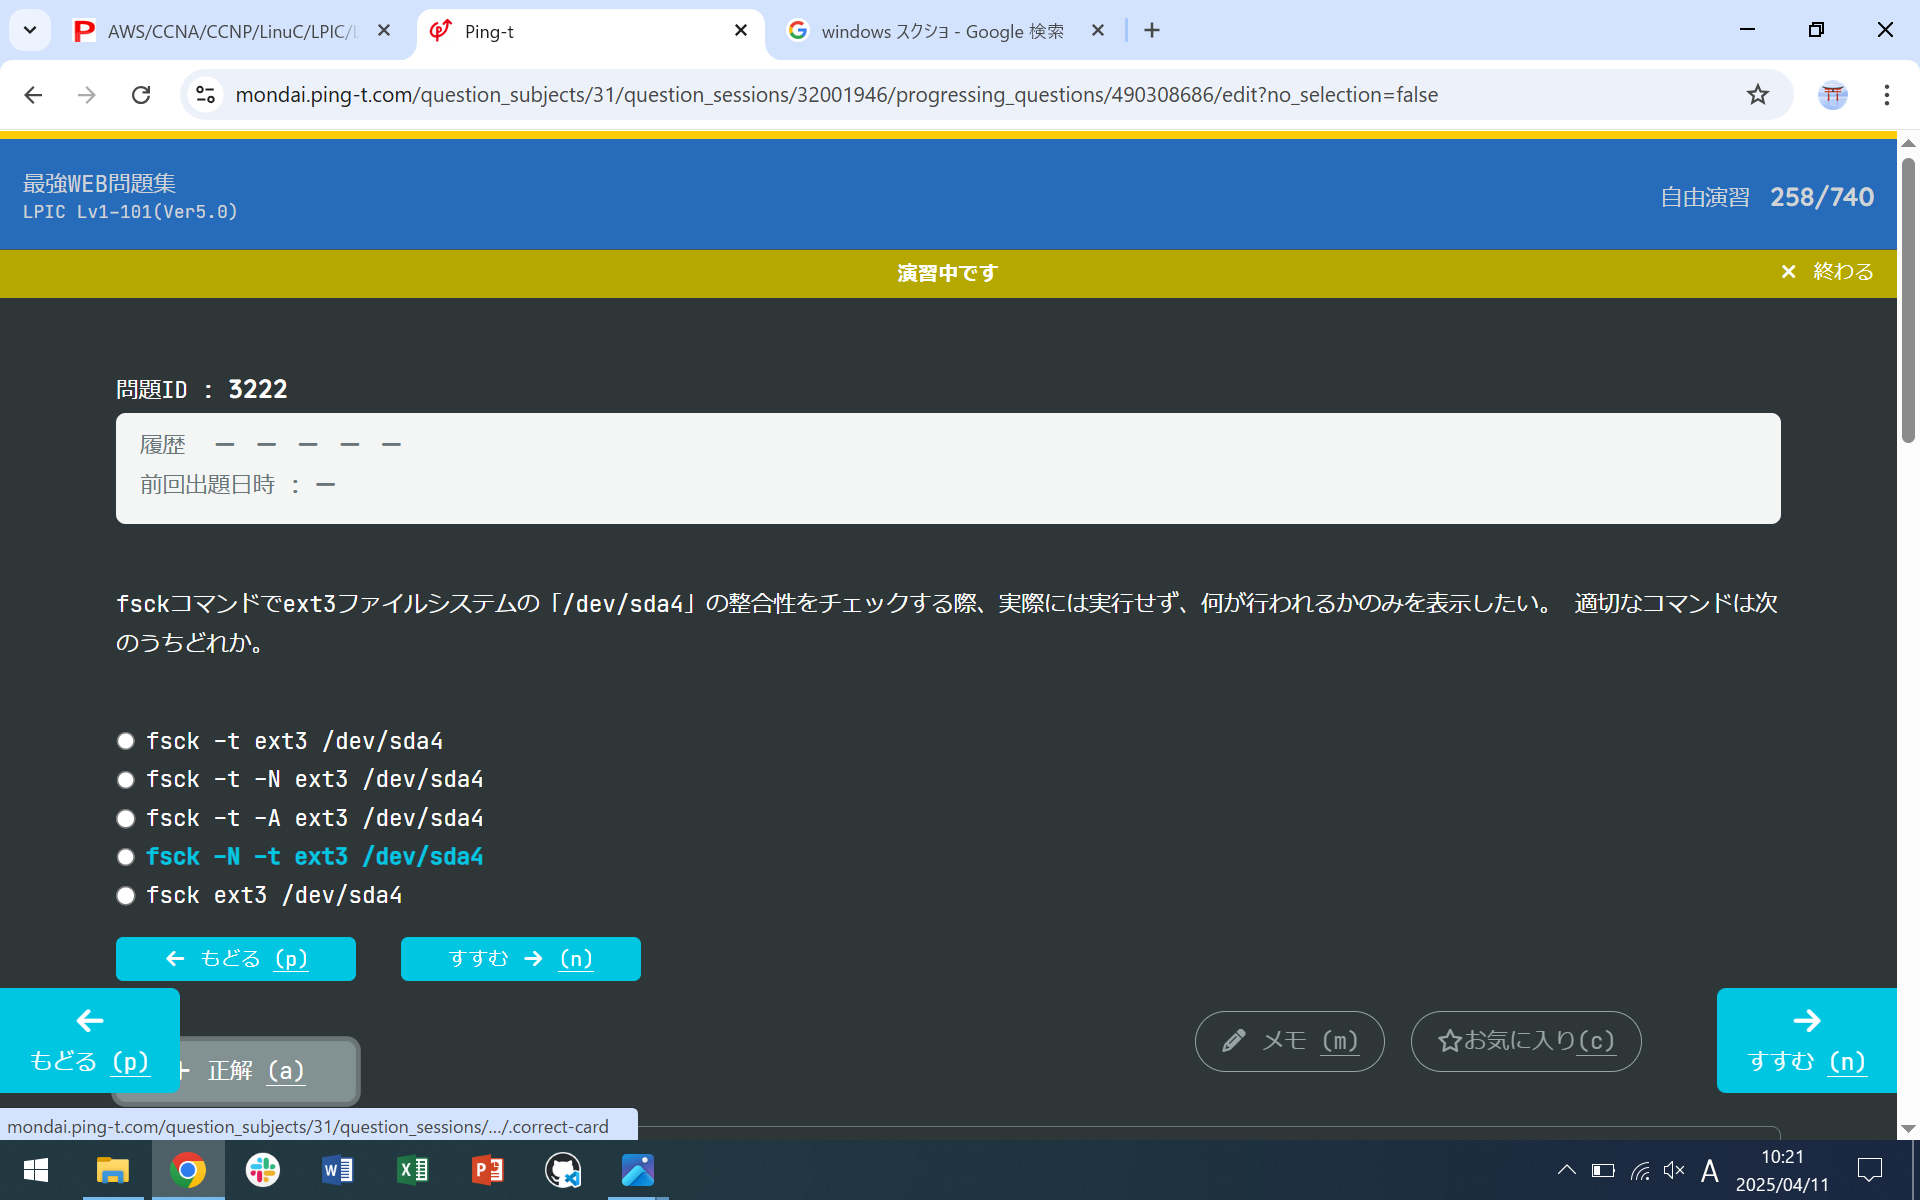 AWS/CCNA/CCNP/LinuC/LPIC/L
Ping-t
windows スクショ - Google 検索
mondai.ping-t.com/question_subjects/31/question_sessions/32001946/progressing_questions/490308686/edit?no_selection=false
最強WEB問題集
LPIC Lv1-101(Ver5.0)
自由演習 258/740
演習中です
× 終わる
問題ID : 3222
履歴 ー ー ー ー ー
前回出題日時 : ー
fsckコマンドでext3ファイルシステムの「/dev/sda4」の整合性をチェックする際、実際には実行せず、何が行われるかのみを表示したい。 適切なコマンドは次
のうちどれか。
fsck -t ext3 /dev/sda4
fsck -t -N ext3 /dev/sda4
fsck -t -A ext3 /dev/sda4
fsck -N -t ext3 /dev/sda4
fsck ext3 /dev/sda4
← もどる (p)
すすむ → (n)
←
もどる (p)
+ 正解 (a)
メモ (m)
☆お気に入り(c)
→
すすむ (n)
mondai.ping-t.com/question_subjects/31/question_sessions/.../.correct-card
A
10:21
2025/04/11